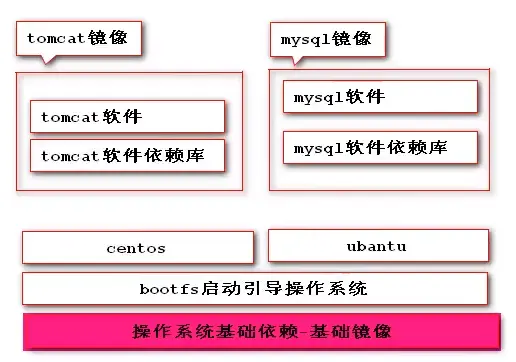 tomcat镜像
mysql镜像
tomcat软件
tomcat软件依赖库
mysql软件
mysql软件依赖库
centos
ubantu
bootfs启动引导操作系统
操作系统基础依赖-基础镜像